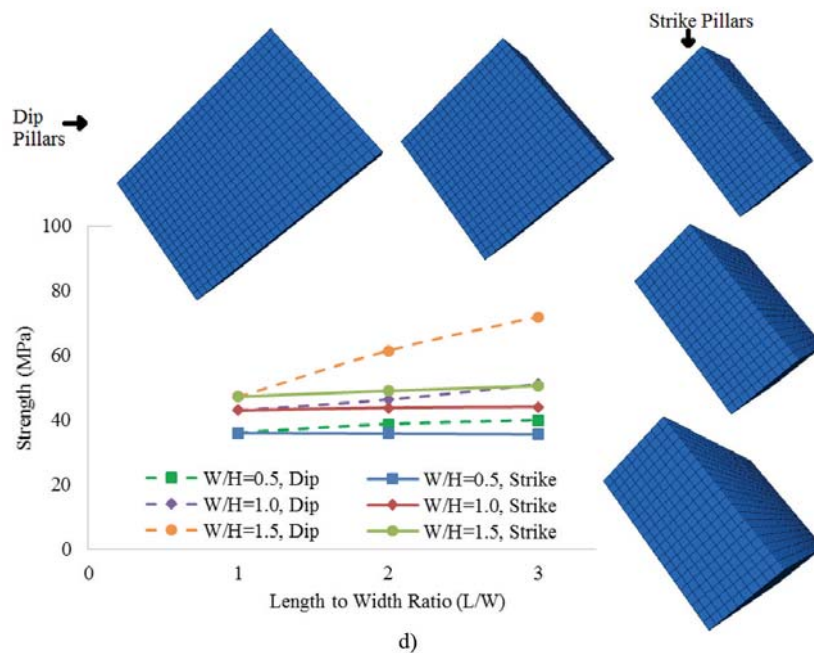 Strike Pillars
Dip
Pillars
100
80
60
40
20
0
Strength (MPa)
W/H=0.5, Dip
W/H=0.5, Strike
W/H=1.0, Dip
W/H=1.0, Strike
W/H=1.5, Dip
W/H=1.5, Strike
0
1
2
3
Length to Width Ratio (L/W)
d)